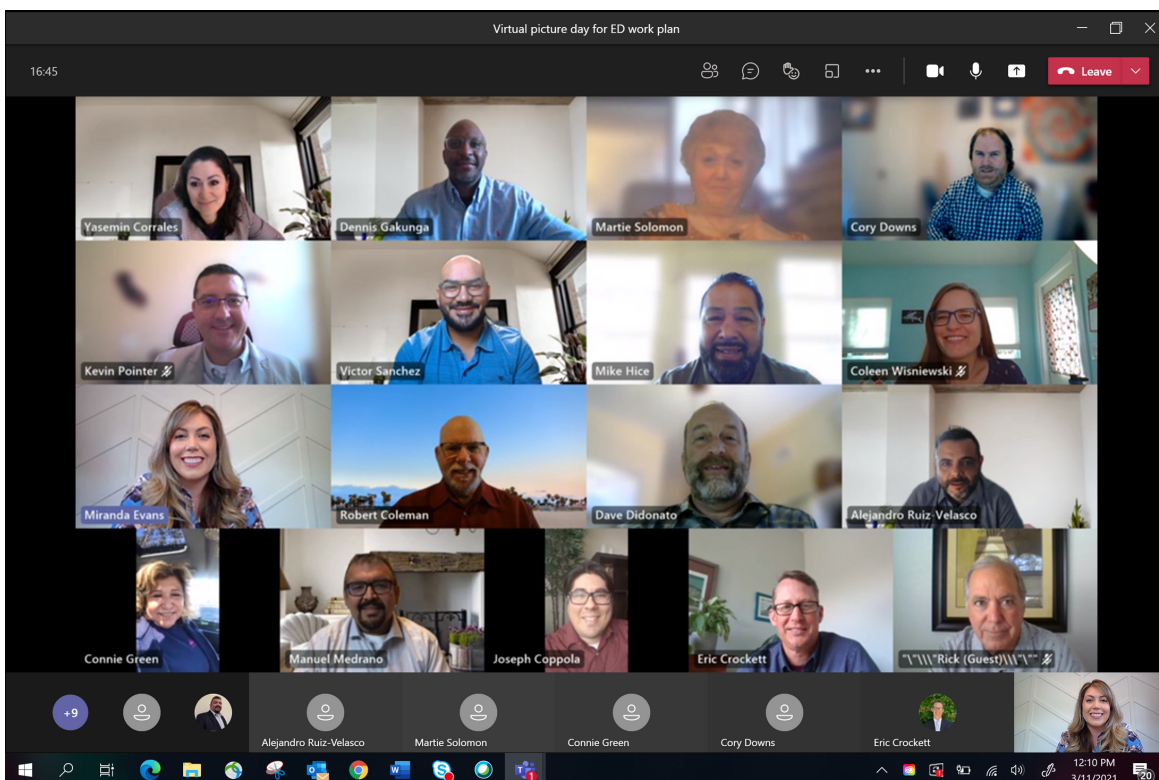 Virtual picture day for ED work plan
16:45
Leave
Yasemin Corrales
Dennis Gakunga
Martie Solomon
Cory Downs
Kevin Pointer
Victor Sanchez
Mike Hice
Coleen Wisniewski
Miranda Evans
Robert Coleman
Dave Didonato
Alejandro Ruiz-Velasco
Connie Green
Manuel Medrano
Joseph Coppola
Eric Crockett
"\"\\\"Rick (Guest)\\\"\""
+9
Alejandro Ruiz-Velasco
Martie Solomon
Connie Green
Cory Downs
Eric Crockett
12:10 PM
3/11/2021
20